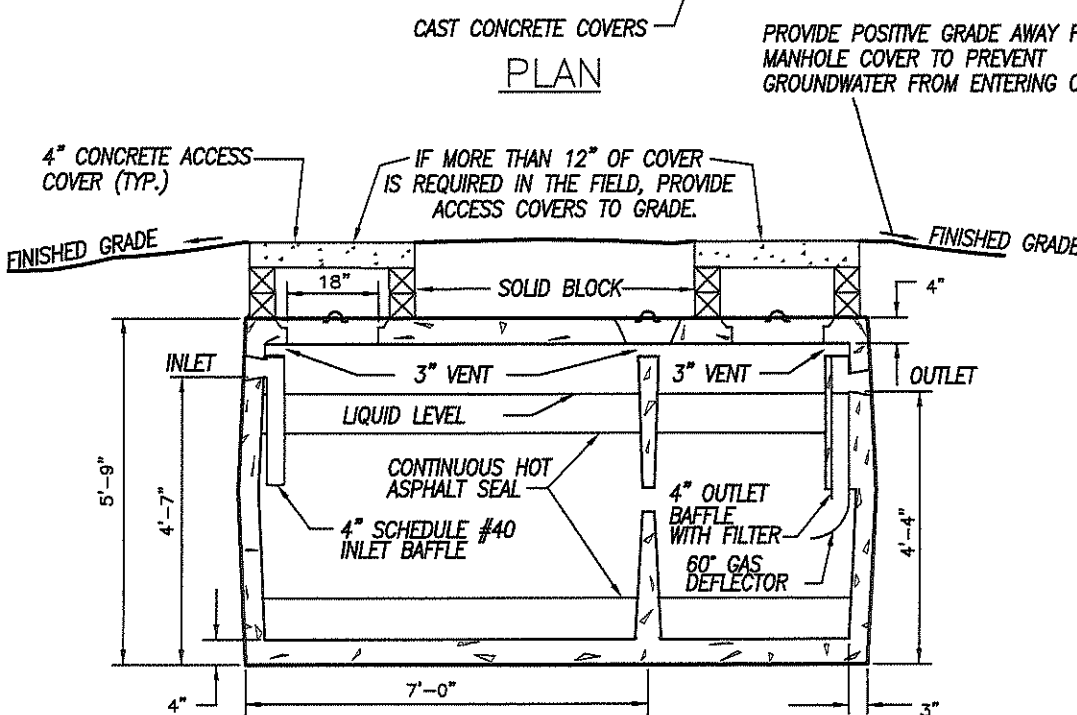 CAST CONCRETE COVERS
PLAN
PROVIDE POSITIVE GRADE AWAY F
MANHOLE COVER TO PREVENT
GROUNDWATER FROM ENTERING
4" CONCRETE ACCESS
COVER (TYP.)
IF MORE THAN 12" OF COVER
IS REQUIRED IN THE FIELD, PROVIDE
ACCESS COVERS TO GRADE.
FINISHED GRADE
FINISHED GRADE
18"
SOLID BLOCK
4"
INLET
3" VENT
3" VENT
OUTLET
LIQUID LEVEL
CONTINUOUS HOT
ASPHALT SEAL
5'-9"
4'-7"
4" SCHEDULE #40
INLET BAFFLE
4" OUTLET
BAFFLE
WITH FILTER
60° GAS
DEFLECTOR
4'-4"
4"
7'-0"
3"